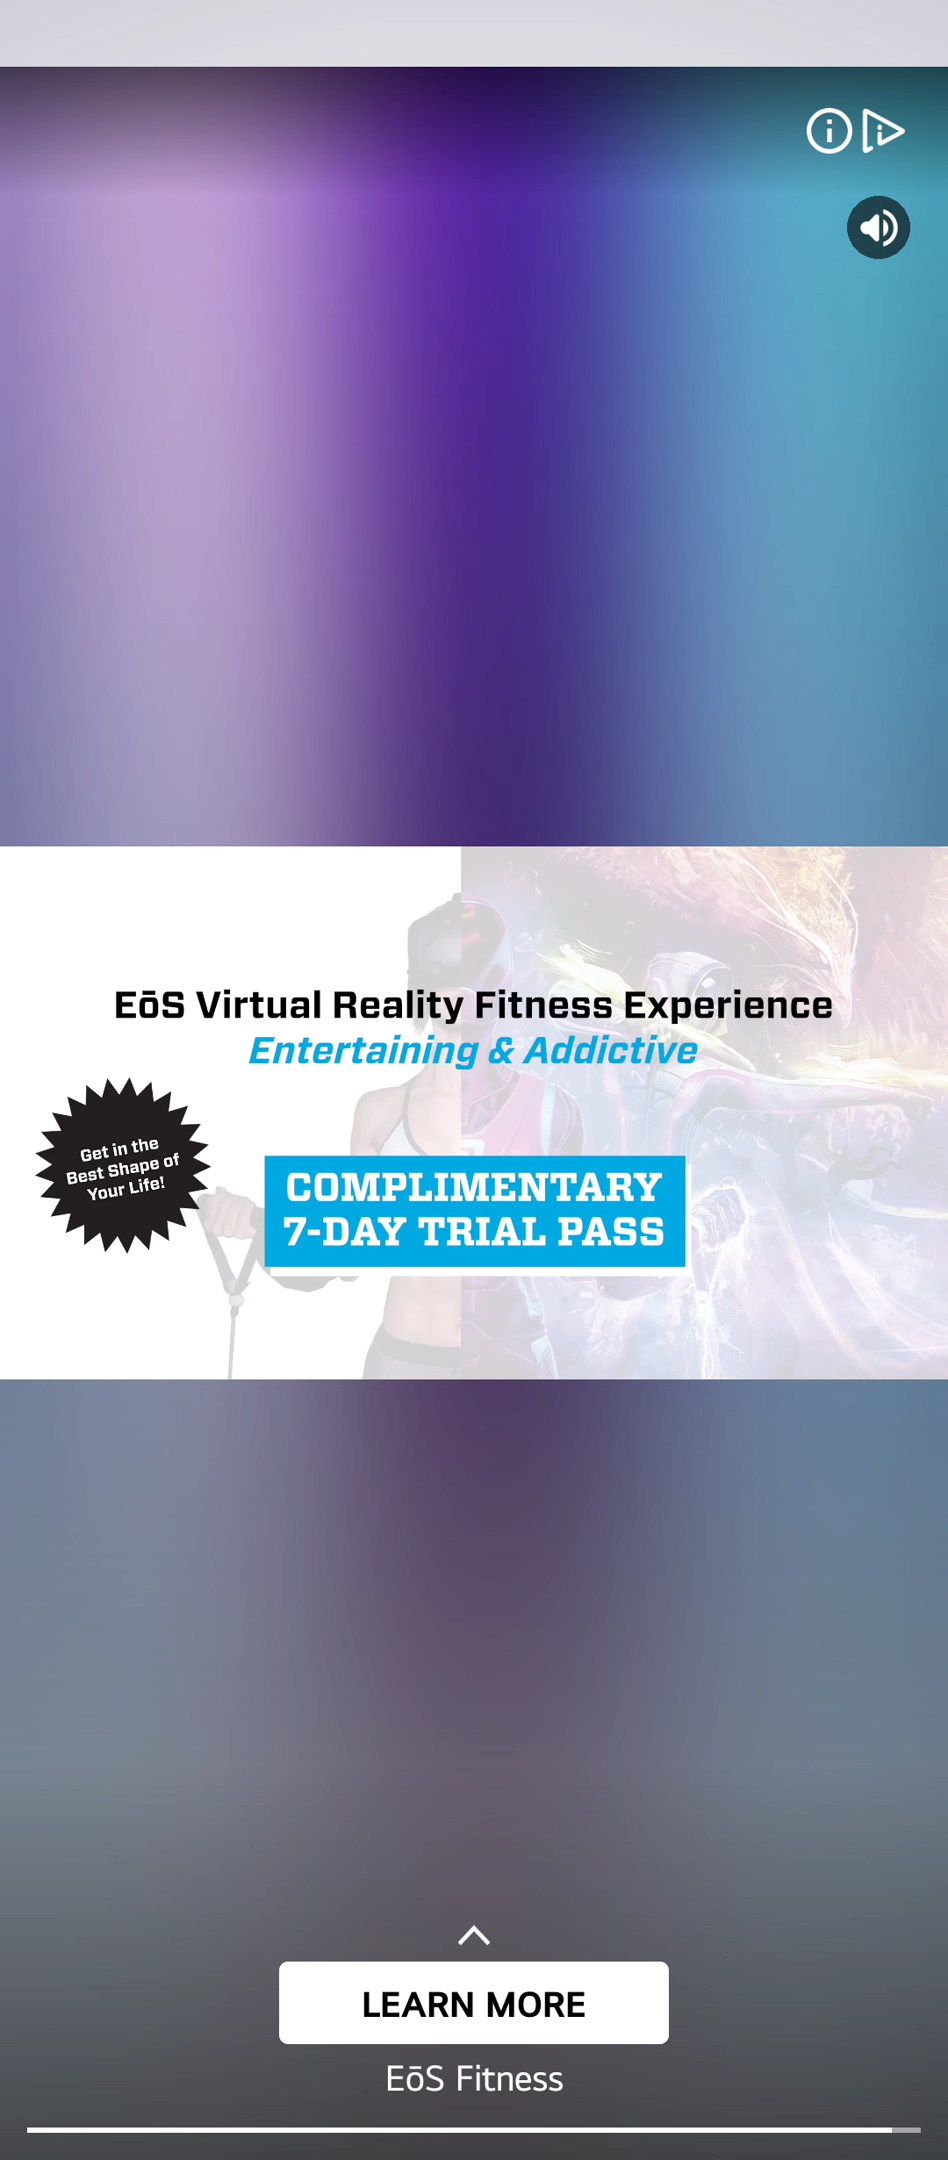 EōS Virtual Reality Fitness Experience
Entertaining & Addictive
Get in the
Best Shape of
Your Life!
COMPLIMENTARY
7-DAY TRIAL PASS
LEARN MORE
EōS Fitness